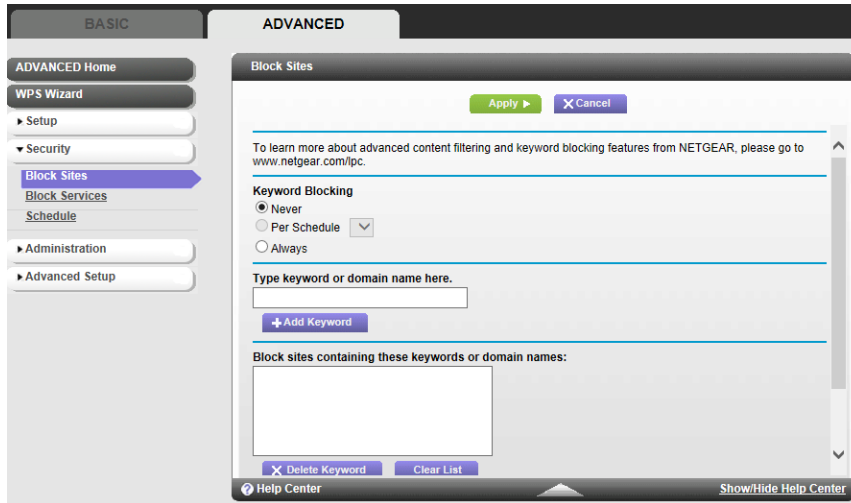 BASIC
ADVANCED
ADVANCED Home
WPS Wizard
Setup
Security
Block Sites
Block Services
Schedule
Administration
Advanced Setup
Block Sites
Apply
Cancel
To learn more about advanced content filtering and keyword blocking features from NETGEAR, please go to
www.netgear.com/lpc.
Keyword Blocking
Never
Per Schedule
Always
Type keyword or domain name here.
Add Keyword
Block sites containing these keywords or domain names:
Delete Keyword
Clear List
Help Center
Show/Hide Help Center